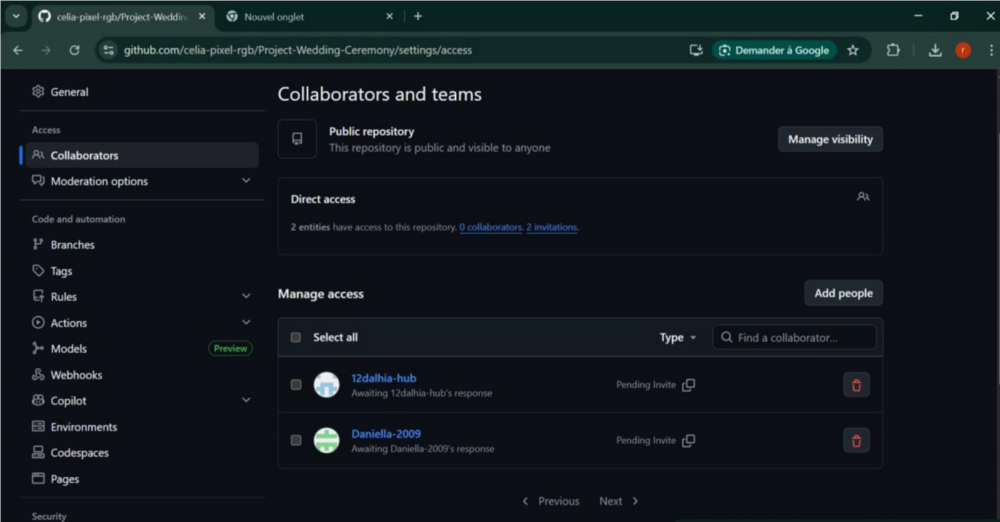 celia-pixel-rgb/Project-Weddin
Nouvel onglet
github.com/celia-pixel-rgb/Project-Wedding-Ceremony/settings/access
Demander à Google
r
General
Access
Collaborators
Moderation options
Code and automation
Branches
Tags
Rules
Actions
Models
Preview
Webhooks
Copilot
Environments
Codespaces
Pages
Security
Collaborators and teams
Public repository
This repository is public and visible to anyone
Manage visibility
Direct access
2 entities have access to this repository. 0 collaborators. 2 invitations.
Manage access
Add people
Select all
Type
Find a collaborator...
12dalhia-hub
Awaiting 12dalhia-hub's response
Pending Invite
Daniella-2009
Awaiting Daniella-2009's response
Pending Invite
Previous
Next